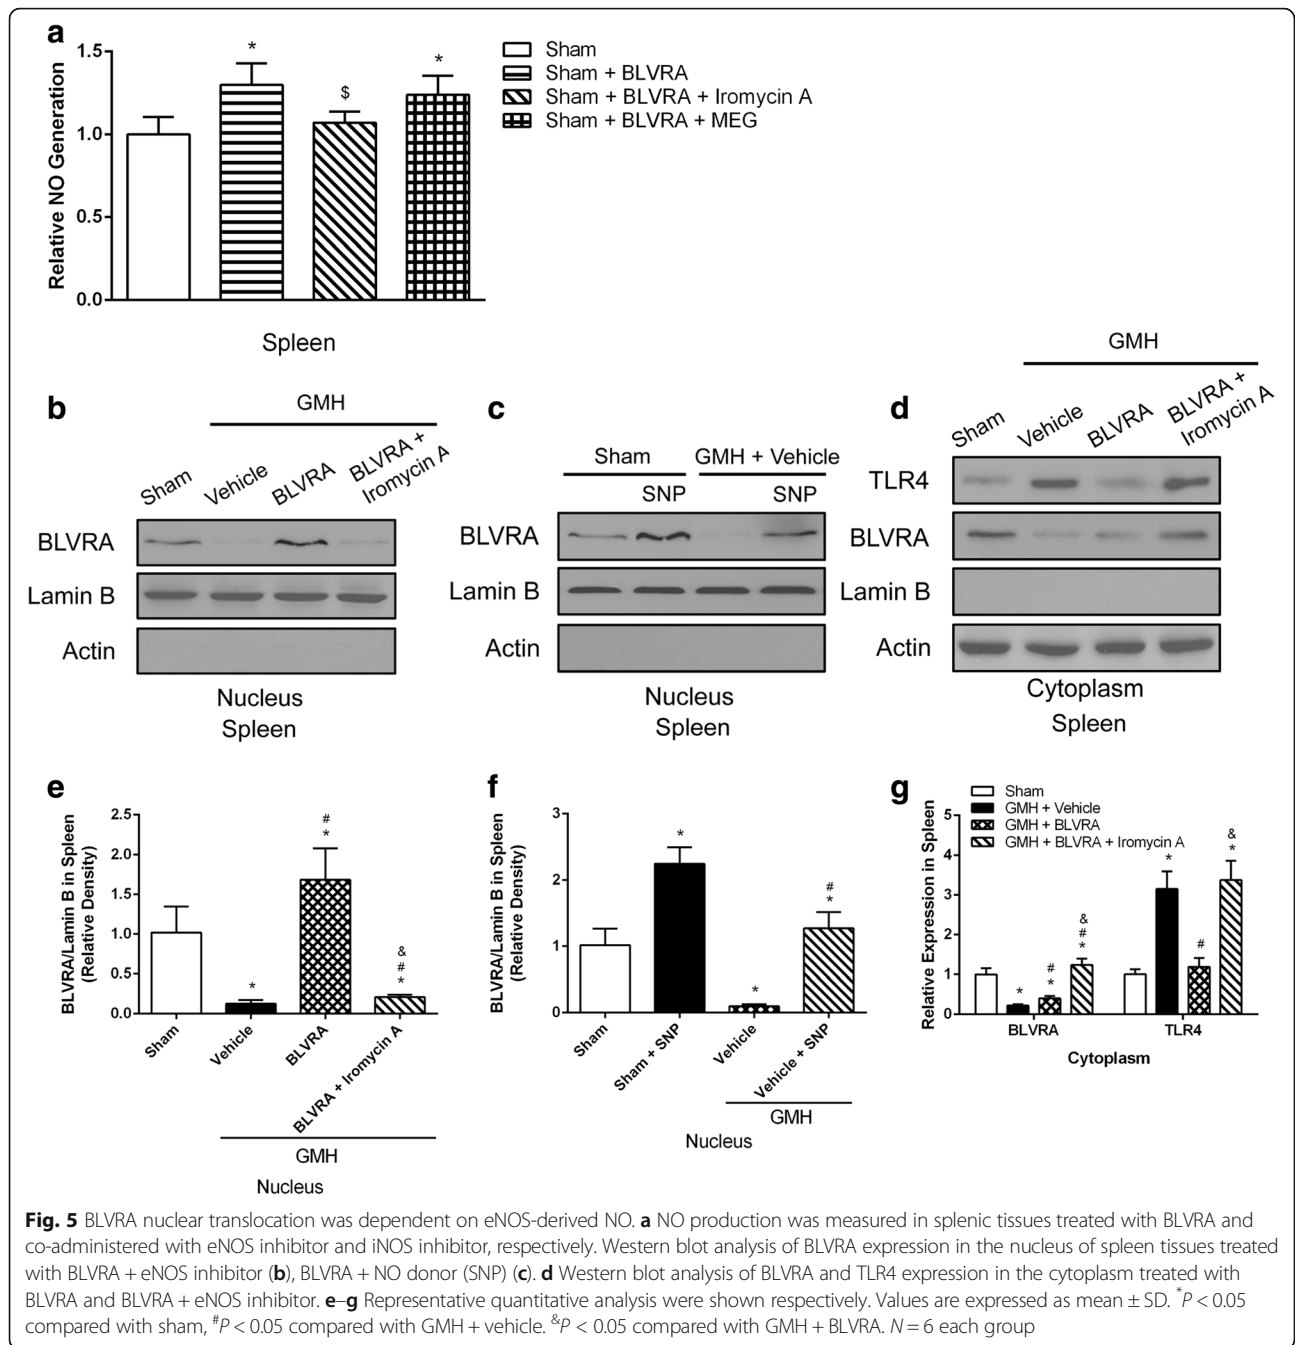 a
1.5
1.0
0.5
0.0
Relative NO Generation
*
$
*
Spleen
Sham
Sham + BLVRA
Sham + BLVRA + Iromycin A
Sham + BLVRA + MEG
b
GMH
Sham
Vehicle
BLVRA
BLVRA +
Iromycin A
BLVRA
Lamin B
Actin
Nucleus
Spleen
c
Sham
GMH + Vehicle
SNP
SNP
BLVRA
Lamin B
Actin
Nucleus
Spleen
d
GMH
Sham
Vehicle
BLVRA
BLVRA +
Iromycin A
TLR4
BLVRA
Lamin B
Actin
Cytoplasm
Spleen
e
BLVRA/Lamin B in Spleen
(Relative Density)
2.5
2.0
1.5
1.0
0.5
0.0
*
#
*
&
#
*
Sham
Vehicle
BLVRA
BLVRA + Iromycin A
GMH
Nucleus
f
BLVRA/Lamin B in Spleen
(Relative Density)
3
2
1
0
*
*
#
*
Sham
Sham + SNP
Vehicle
Vehicle + SNP
GMH
Nucleus
g
Sham
GMH + Vehicle
GMH + BLVRA
GMH + BLVRA + Iromycin A
Relative Expression in Spleen
5
4
3
2
1
0
*
#
*
&
#
*
*
#
&
*
BLVRA
TLR4
Cytoplasm
Fig. 5 BLVRA nuclear translocation was dependent on eNOS-derived NO. a NO production was measured in splenic tissues treated with BLVRA and
co-administered with eNOS inhibitor and iNOS inhibitor, respectively. Western blot analysis of BLVRA expression in the nucleus of spleen tissues treated
with BLVRA + eNOS inhibitor (b), BLVRA + NO donor (SNP) (c). d Western blot analysis of BLVRA and TLR4 expression in the cytoplasm treated with
BLVRA and BLVRA + eNOS inhibitor. e–g Representative quantitative analysis were shown respectively. Values are expressed as mean ± SD. *P < 0.05
compared with sham, #P < 0.05 compared with GMH + vehicle. &P < 0.05 compared with GMH + BLVRA. N = 6 each group